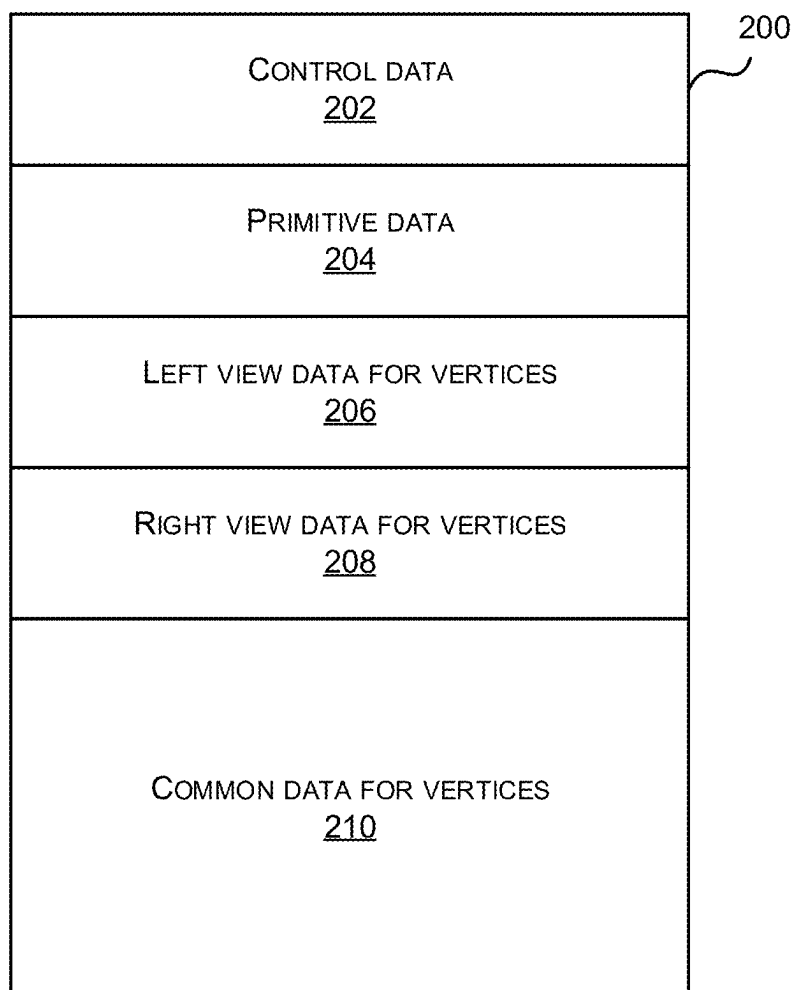 200
CONTROL DATA
202
PRIMITIVE DATA
204
LEFT VIEW DATA FOR VERTICES
206
RIGHT VIEW DATA FOR VERTICES
208
COMMON DATA FOR VERTICES
210